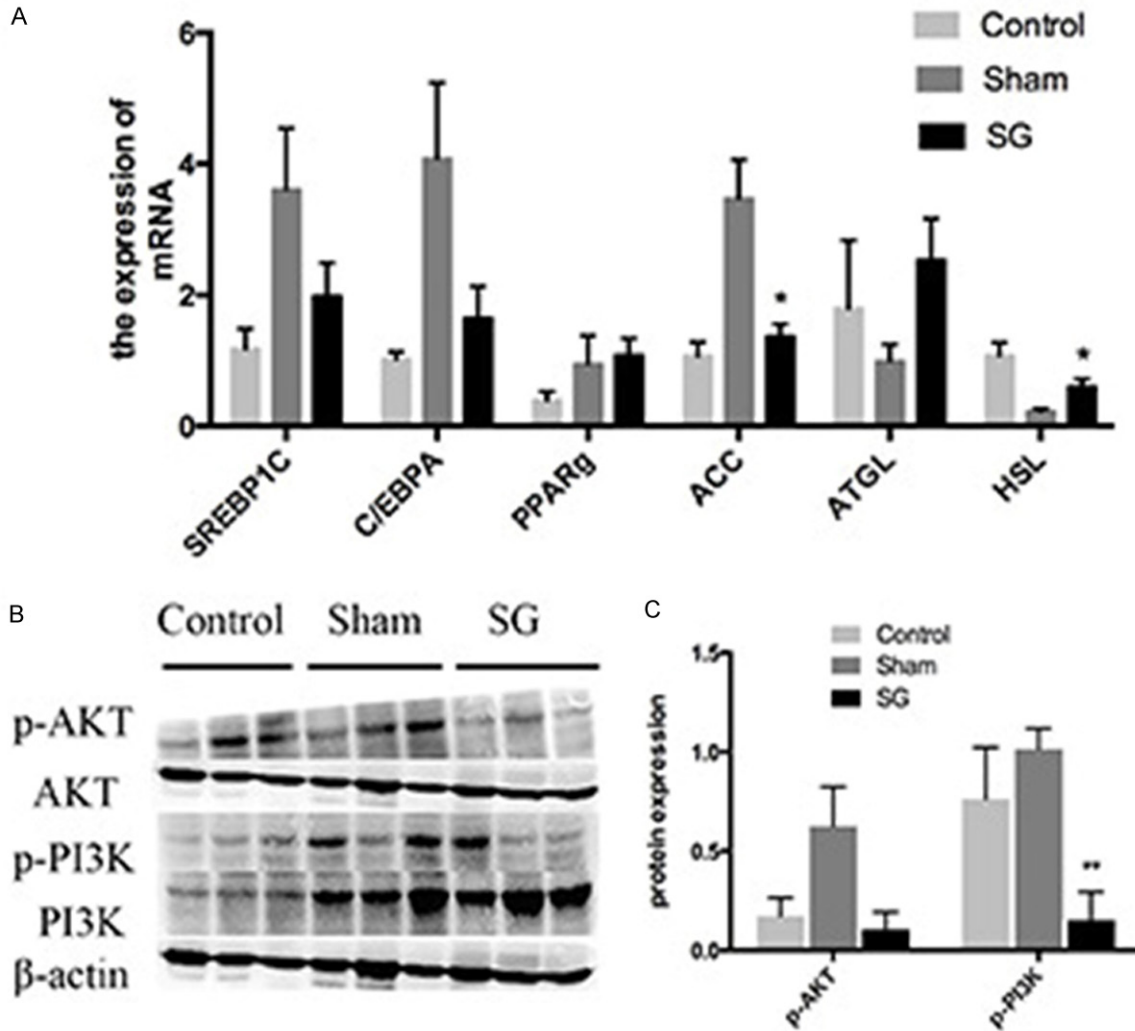 A
the expression of
mRNA
6
4
2
0
Control
Sham
SG
*
*
SREBP1C
C/EBPA
PPARg
ACC
ATGL
HSL
B
Control Sham SG
p-AKT
AKT
p-PI3K
PI3K
β-actin
C
Control
Sham
SG
protein expression
1.5
1.0
0.5
0.0
**
p-AKT
p-PI3K